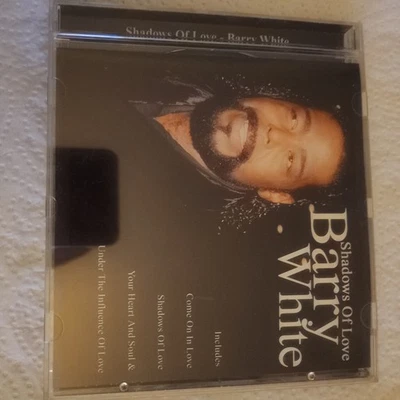 Shadows Of Love - Barry White
Shadows Of Love
Barry
White
Includes
Come On In Love
Shadows Of Love
Your Heart And Soul &
Under The Influence Of Love